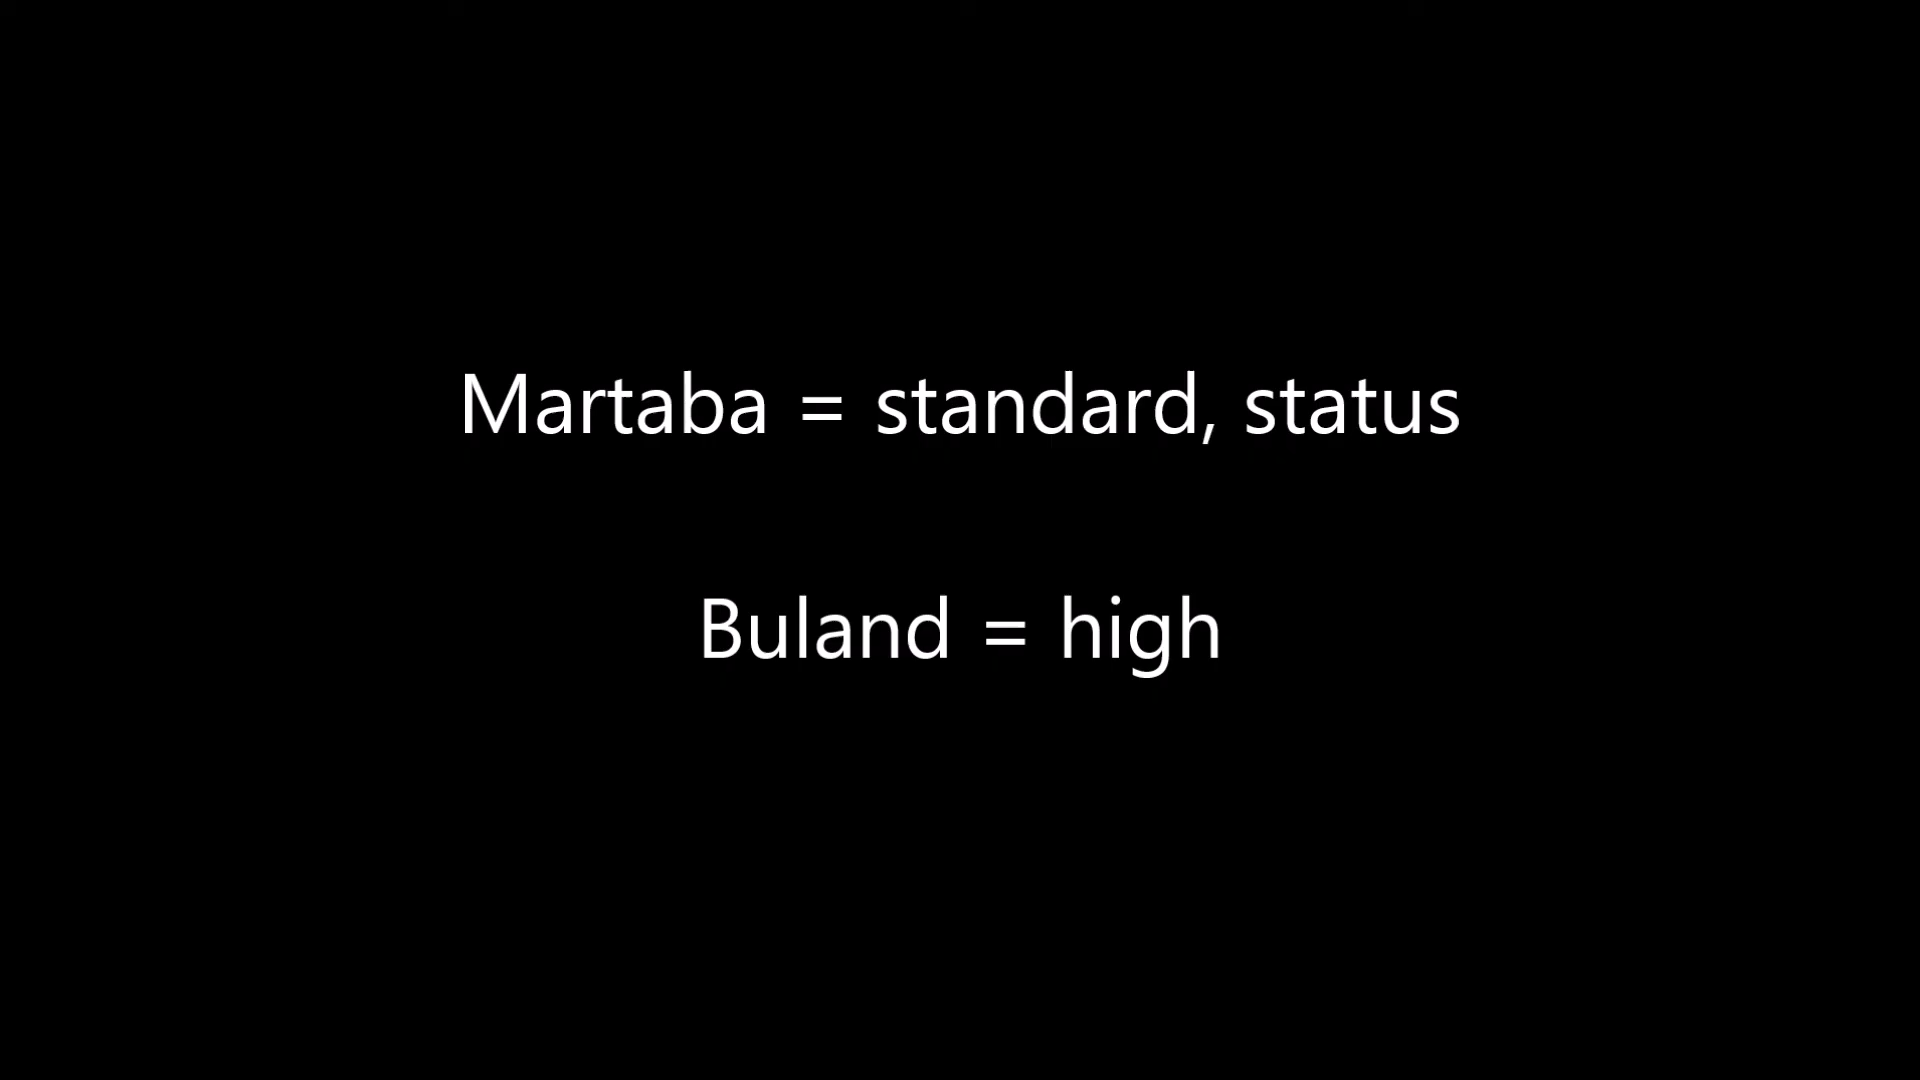 Martaba = standard, status
Buland = high